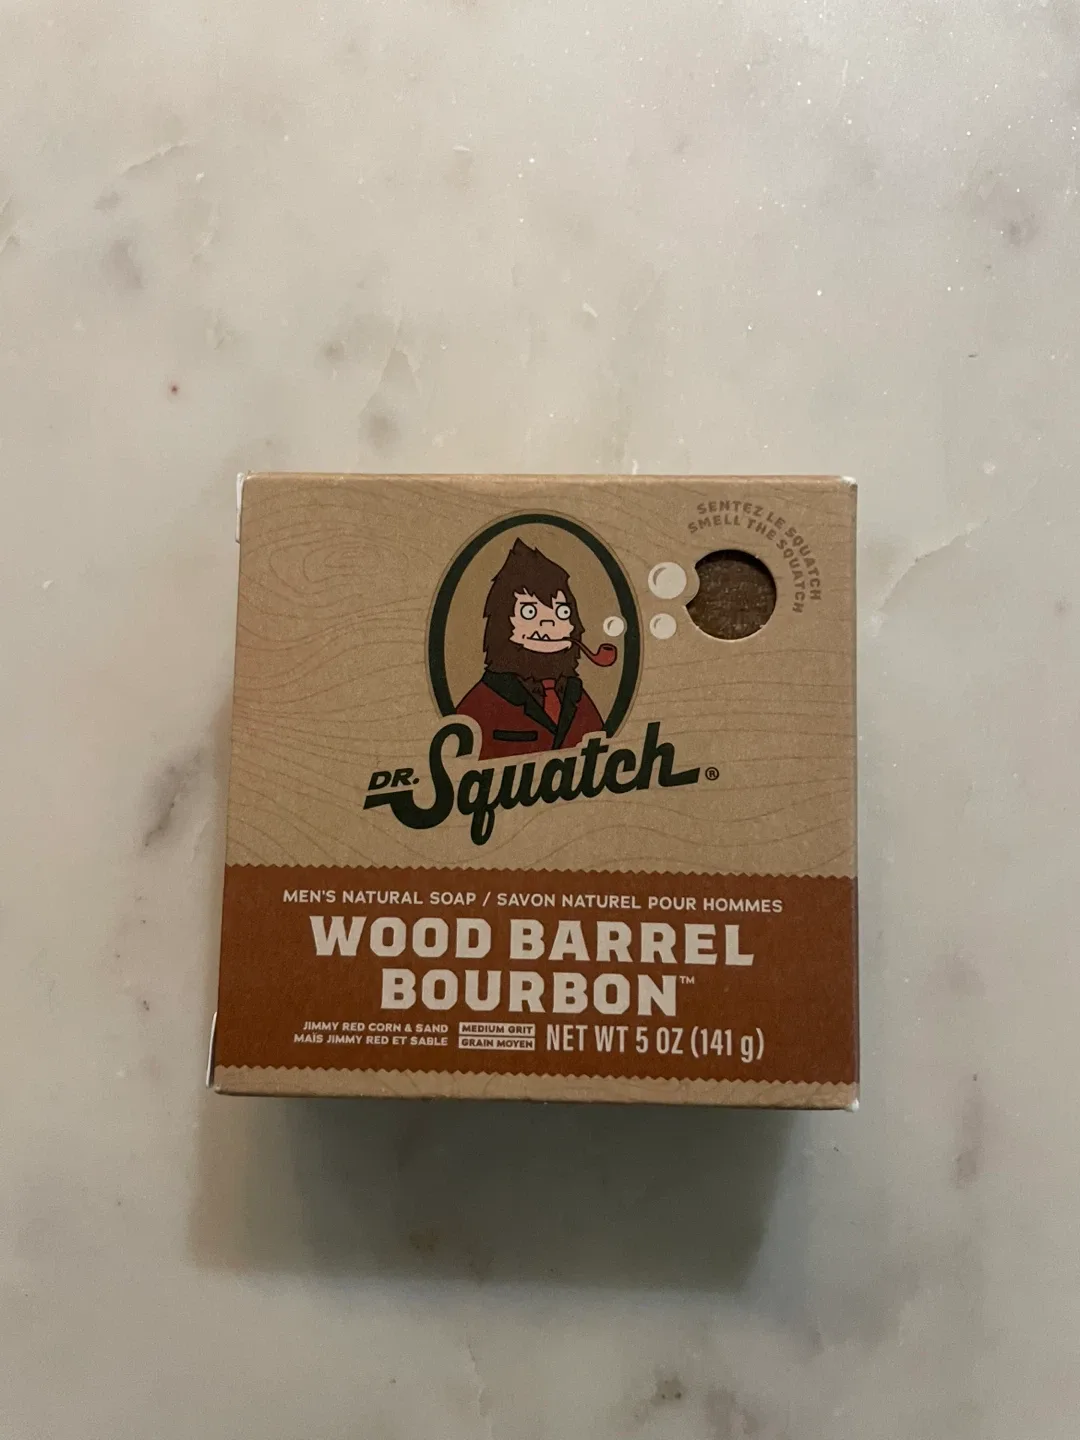 SENTEZ LE SQUATCH
SMELL THE SQUATCH
DR. Squatch®
MEN'S NATURAL SOAP / SAVON NATUREL POUR HOMMES
WOOD BARREL
BOURBON™
JIMMY RED CORN & SAND
MAÏS JIMMY RED ET SABLE
MEDIUM GRIT
GRAIN MOYEN
NET WT 5 OZ (141 g)